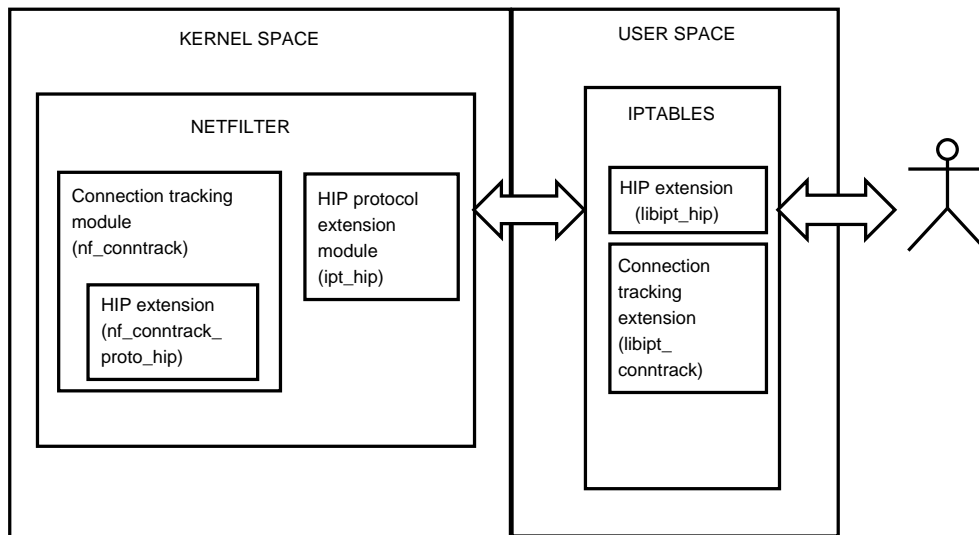 KERNEL SPACE
NETFILTER
Connection tracking
module
(nf_conntrack)
HIP extension
(nf_conntrack_
proto_hip)
HIP protocol
extension
module
(ipt_hip)
USER SPACE
IPTABLES
HIP extension
(libipt_hip)
Connection
tracking
extension
(libipt_
conntrack)